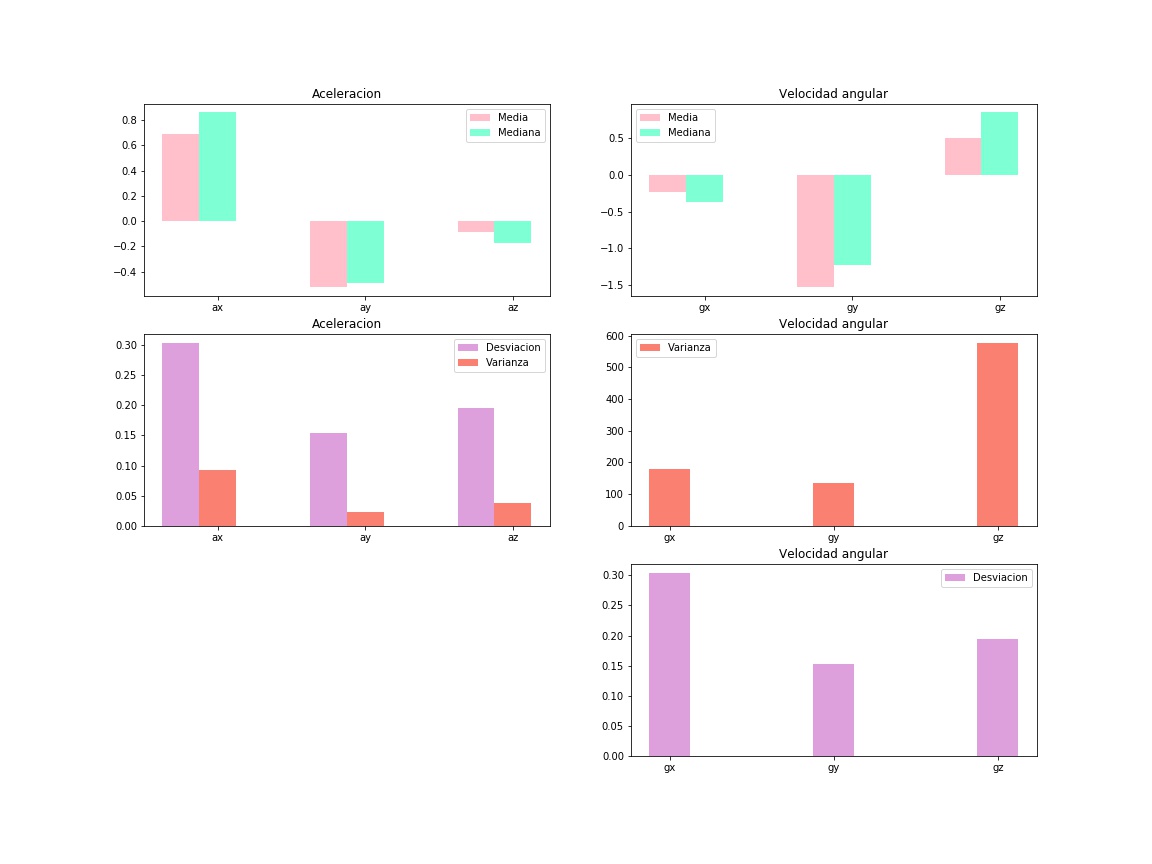 Aceleracion
0.8
0.6
0.4
0.2
0.0
−0.2
−0.4
Media
Mediana
ax ay az
Velocidad angular
0.5
0.0
−0.5
−1.0
−1.5
Media
Mediana
gx gy gz
Aceleracion
0.30
0.25
0.20
0.15
0.10
0.05
0.00
Desviacion
Varianza
ax ay az
Velocidad angular
600
500
400
300
200
100
0
Varianza
gx gy gz
Velocidad angular
0.30
0.25
0.20
0.15
0.10
0.05
0.00
Desviacion
gx gy gz